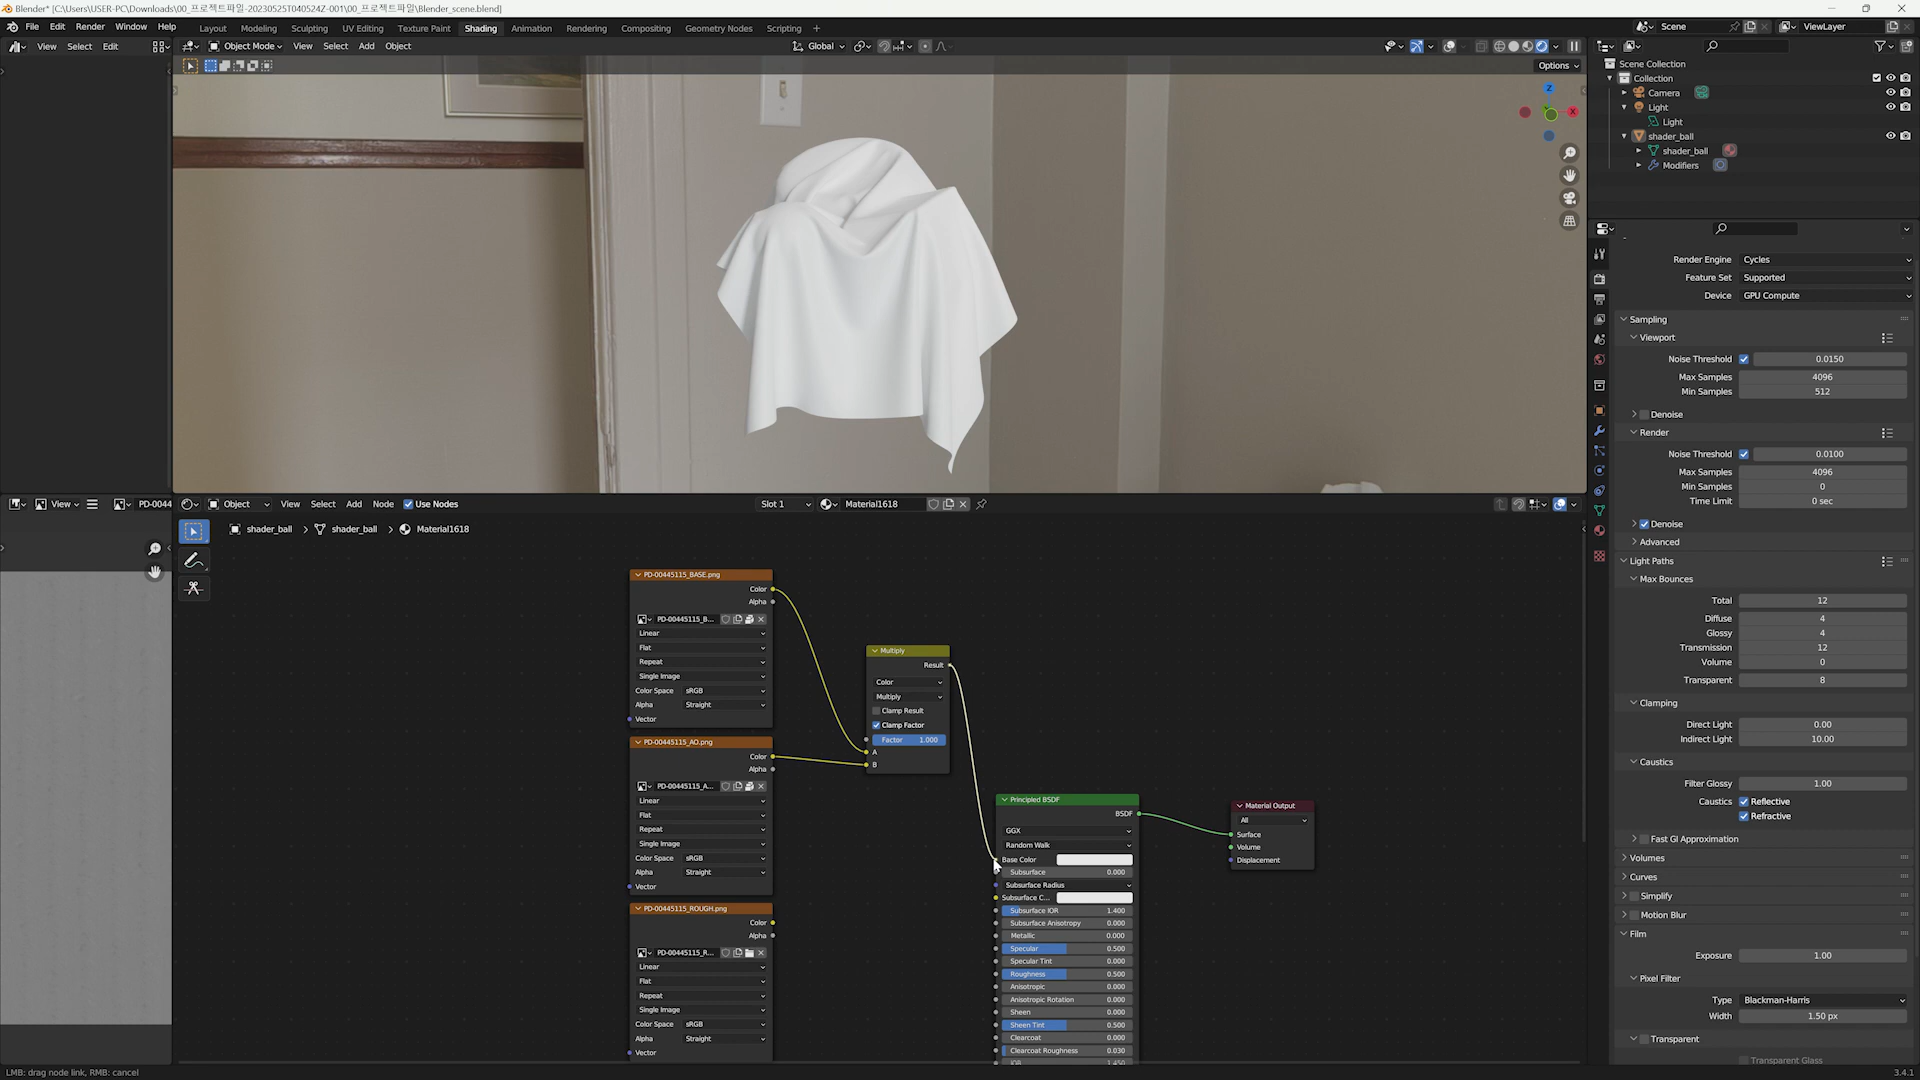 Blender* [C:\Users\USER-PC\Downloads\00_프로젝트파일-20230525T040524Z-001\00_프로젝트파일\Blender_scene.blend]
File Edit Render Window Help
Layout Modeling Sculpting UV Editing Texture Paint Shading Animation Rendering Compositing Geometry Nodes Scripting +
Scene
ViewLayer
View Select Edit
Object Mode View Select Add Object
Global
Options
Z
X
Scene Collection
Collection
Camera
Light
Light
shader_ball
shader_ball
Modifiers
Render Engine Cycles
Feature Set Supported
Device GPU Compute
Sampling
Viewport
Noise Threshold 0.0150
Max Samples 4096
Min Samples 512
Denoise
Render
Noise Threshold 0.0100
Max Samples 4096
Min Samples 0
Time Limit 0 sec
Denoise
Advanced
Light Paths
Max Bounces
Total 12
Diffuse 4
Glossy 4
Transmission 12
Volume 0
Transparent 8
Clamping
Direct Light 0.00
Indirect Light 10.00
Caustics
Filter Glossy 1.00
Caustics Reflective
Refractive
Fast GI Approximation
Volumes
Curves
Simplify
Motion Blur
Film
Exposure 1.00
Pixel Filter
Type Blackman-Harris
Width 1.50 px
Transparent
Transparent Glass
View PD-0044
Object View Select Add Node Use Nodes
Slot 1 Material1618
shader_ball > shader_ball > Material1618
PD-00445115_BASE.png
Color
Alpha
PD-00445115_B...
Linear
Flat
Repeat
Single Image
Color Space sRGB
Alpha Straight
Vector
PD-00445115_AO.png
Color
Alpha
PD-00445115_A...
Linear
Flat
Repeat
Single Image
Color Space sRGB
Alpha Straight
Vector
PD-00445115_ROUGH.png
Color
Alpha
PD-00445115_R...
Linear
Flat
Repeat
Single Image
Color Space sRGB
Alpha Straight
Vector
Multiply
Result
Color
Multiply
Clamp Result
Clamp Factor
Factor 1.000
A
B
Principled BSDF
BSDF
GGX
Random Walk
Base Color
Subsurface 0.000
Subsurface Radius
Subsurface C...
Subsurface IOR 1.400
Subsurface Anisotropy 0.000
Metallic 0.000
Specular 0.500
Specular Tint 0.000
Roughness 0.500
Anisotropic 0.000
Anisotropic Rotation 0.000
Sheen 0.000
Sheen Tint 0.500
Clearcoat 0.000
Clearcoat Roughness 0.030
IOR 1.450
Material Output
All
Surface
Volume
Displacement
LMB: drag node link, RMB: cancel
3.4.1